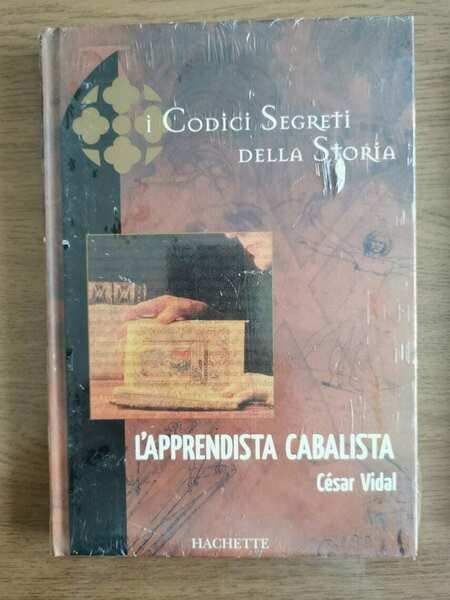 i Codici Segreti
della Storia
L'APPRENDISTA CABALISTA
César Vidal
HACHETTE